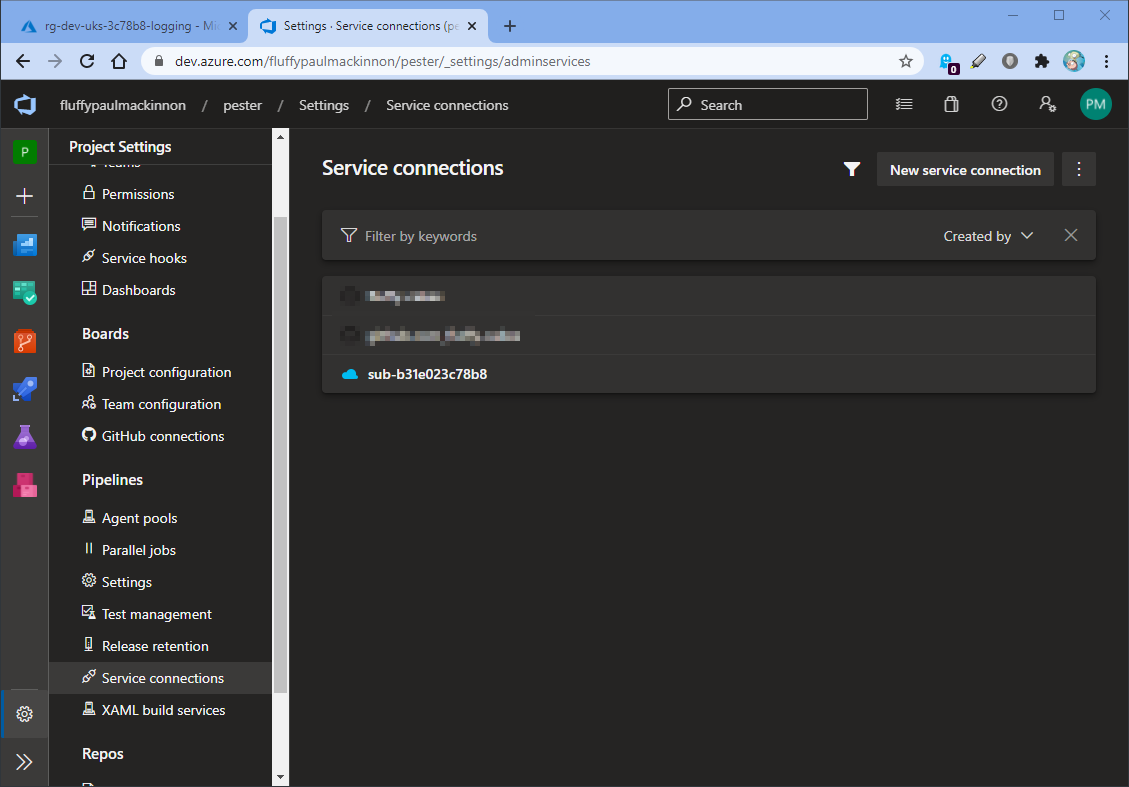 rg-dev-uks-3c78b8-logging - Mic
Settings · Service connections (pe
dev.azure.com/fluffypaulmackinnon/pester/_settings/adminservices
0
fluffypaulmackinnon / pester / Settings / Service connections
Search
PM
P
Project Settings
Teams
Permissions
Notifications
Service hooks
Dashboards
Boards
Project configuration
Team configuration
GitHub connections
Pipelines
Agent pools
Parallel jobs
Settings
Test management
Release retention
Service connections
XAML build services
Repos
Service connections
New service connection
Filter by keywords
Created by
sub-b31e023c78b8